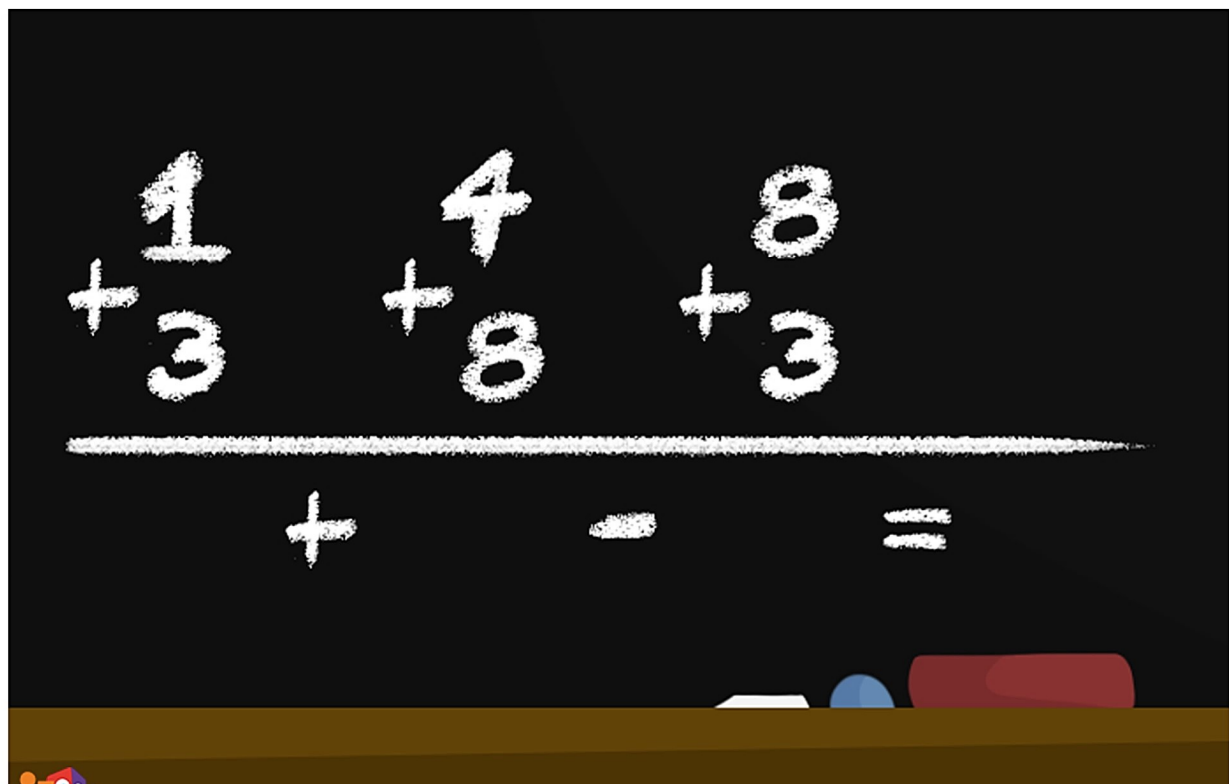 1 4 8
+ + +
3 8 3
+ - =